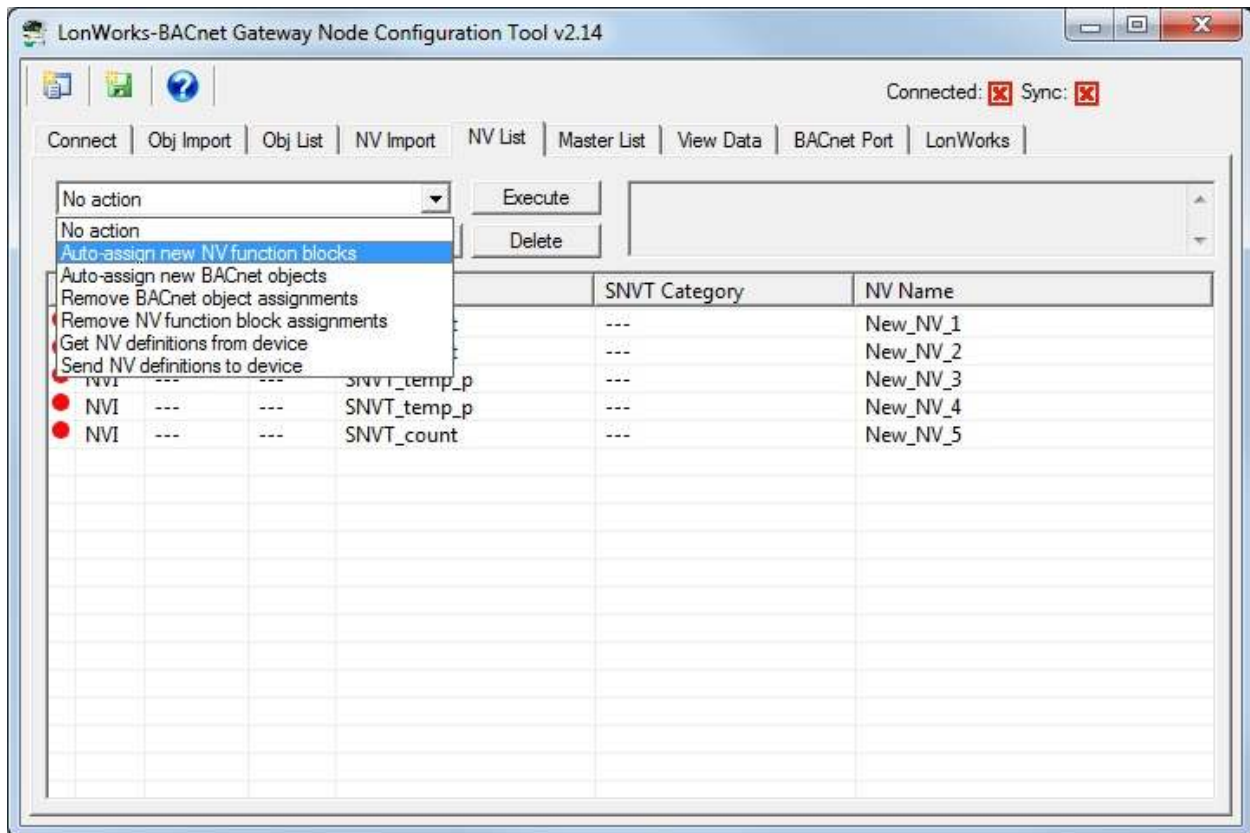 LonWorks-BACnet Gateway Node Configuration Tool v2.14
Connected: Sync:
Connect Obj Import Obj List NV Import NV List Master List View Data BACnet Port LonWorks
No action Execute
No action
Auto-assign new NV function blocks
Delete
Auto-assign new BACnet objects
Remove BACnet object assignments
Remove NV function block assignments
Get NV definitions from device
Send NV definitions to device
SNVT Category NV Name
--- New_NV_1
--- New_NV_2
NVI --- --- SNVT_temp_p --- New_NV_3
NVI --- --- SNVT_temp_p --- New_NV_4
NVI --- --- SNVT_count --- New_NV_5